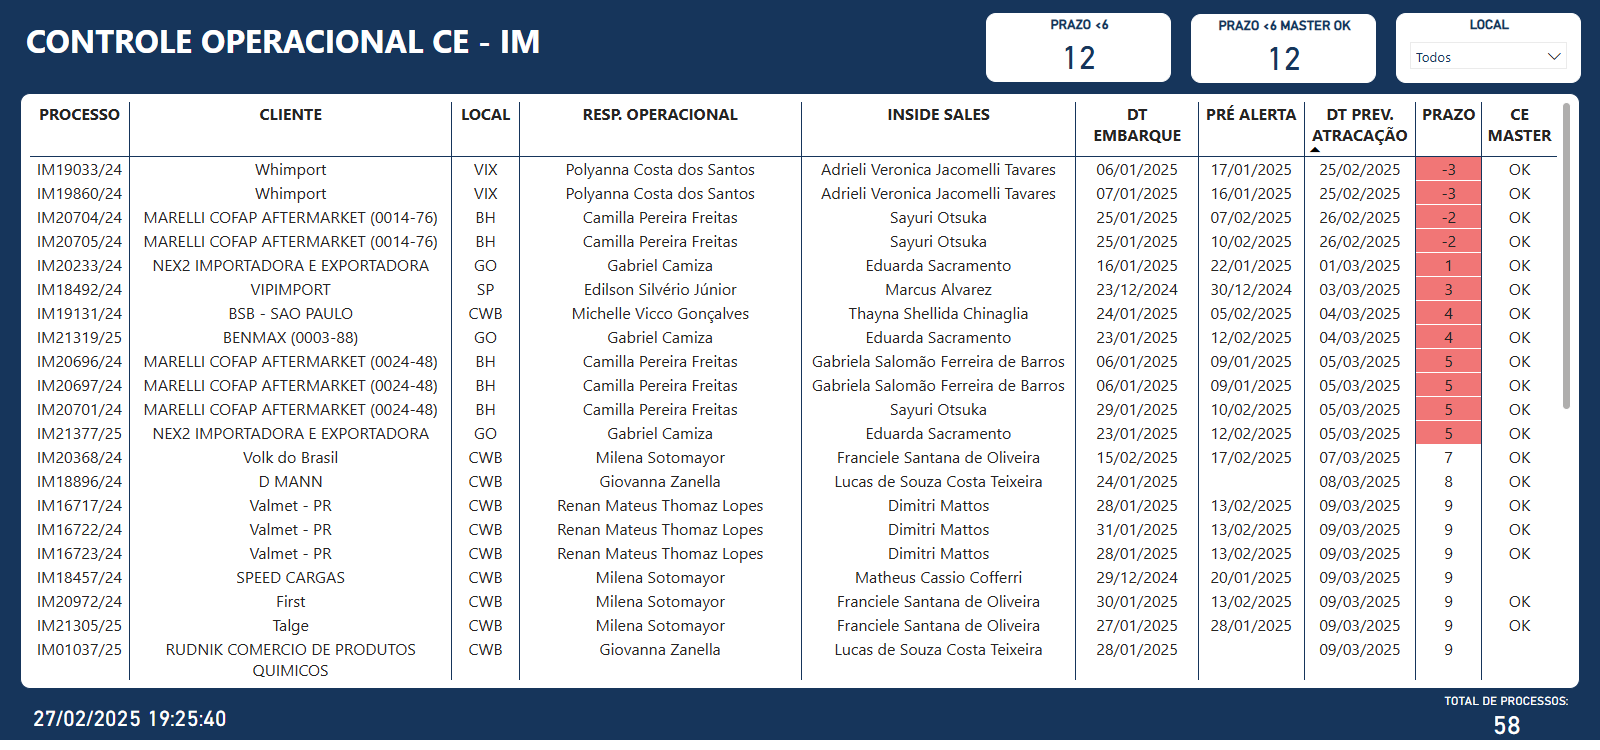 CONTROLE OPERACIONAL CE - IM
PRAZO <6
12
PRAZO <6 MASTER OK
12
LOCAL
Todos
PROCESSO CLIENTE LOCAL RESP. OPERACIONAL INSIDE SALES DT EMBARQUE PRÉ ALERTA DT PREV. ATRACAÇÃO PRAZO CE MASTER
IM19033/24 Whimport VIX Polyanna Costa dos Santos Adrieli Veronica Jacomelli Tavares 06/01/2025 17/01/2025 25/02/2025 -3 OK
IM19860/24 Whimport VIX Polyanna Costa dos Santos Adrieli Veronica Jacomelli Tavares 07/01/2025 16/01/2025 25/02/2025 -3 OK
IM20704/24 MARELLI COFAP AFTERMARKET (0014-76) BH Camilla Pereira Freitas Sayuri Otsuka 25/01/2025 07/02/2025 26/02/2025 -2 OK
IM20705/24 MARELLI COFAP AFTERMARKET (0014-76) BH Camilla Pereira Freitas Sayuri Otsuka 25/01/2025 10/02/2025 26/02/2025 -2 OK
IM20233/24 NEX2 IMPORTADORA E EXPORTADORA GO Gabriel Camiza Eduarda Sacramento 16/01/2025 22/01/2025 01/03/2025 1 OK
IM18492/24 VIPIMPORT SP Edilson Silvério Júnior Marcus Alvarez 23/12/2024 30/12/2024 03/03/2025 3 OK
IM19131/24 BSB - SAO PAULO CWB Michelle Vicco Gonçalves Thayna Shellida Chinaglia 24/01/2025 05/02/2025 04/03/2025 4 OK
IM21319/25 BENMAX (0003-88) GO Gabriel Camiza Eduarda Sacramento 23/01/2025 12/02/2025 04/03/2025 4 OK
IM20696/24 MARELLI COFAP AFTERMARKET (0024-48) BH Camilla Pereira Freitas Gabriela Salomão Ferreira de Barros 06/01/2025 09/01/2025 05/03/2025 5 OK
IM20697/24 MARELLI COFAP AFTERMARKET (0024-48) BH Camilla Pereira Freitas Gabriela Salomão Ferreira de Barros 06/01/2025 09/01/2025 05/03/2025 5 OK
IM20701/24 MARELLI COFAP AFTERMARKET (0024-48) BH Camilla Pereira Freitas Sayuri Otsuka 29/01/2025 10/02/2025 05/03/2025 5 OK
IM21377/25 NEX2 IMPORTADORA E EXPORTADORA GO Gabriel Camiza Eduarda Sacramento 23/01/2025 12/02/2025 05/03/2025 5 OK
IM20368/24 Volk do Brasil CWB Milena Sotomayor Franciele Santana de Oliveira 15/02/2025 17/02/2025 07/03/2025 7 OK
IM18896/24 D MANN CWB Giovanna Zanella Lucas de Souza Costa Teixeira 24/01/2025 08/03/2025 8 OK
IM16717/24 Valmet - PR CWB Renan Mateus Thomaz Lopes Dimitri Mattos 28/01/2025 13/02/2025 09/03/2025 9 OK
IM16722/24 Valmet - PR CWB Renan Mateus Thomaz Lopes Dimitri Mattos 31/01/2025 13/02/2025 09/03/2025 9 OK
IM16723/24 Valmet - PR CWB Renan Mateus Thomaz Lopes Dimitri Mattos 28/01/2025 13/02/2025 09/03/2025 9 OK
IM18457/24 SPEED CARGAS CWB Milena Sotomayor Matheus Cassio Cofferri 29/12/2024 20/01/2025 09/03/2025 9
IM20972/24 First CWB Milena Sotomayor Franciele Santana de Oliveira 30/01/2025 13/02/2025 09/03/2025 9 OK
IM21305/25 Talge CWB Milena Sotomayor Franciele Santana de Oliveira 27/01/2025 28/01/2025 09/03/2025 9 OK
IM01037/25 RUDNIK COMERCIO DE PRODUTOS QUIMICOS CWB Giovanna Zanella Lucas de Souza Costa Teixeira 28/01/2025 09/03/2025 9
27/02/2025 19:25:40
TOTAL DE PROCESSOS:
58